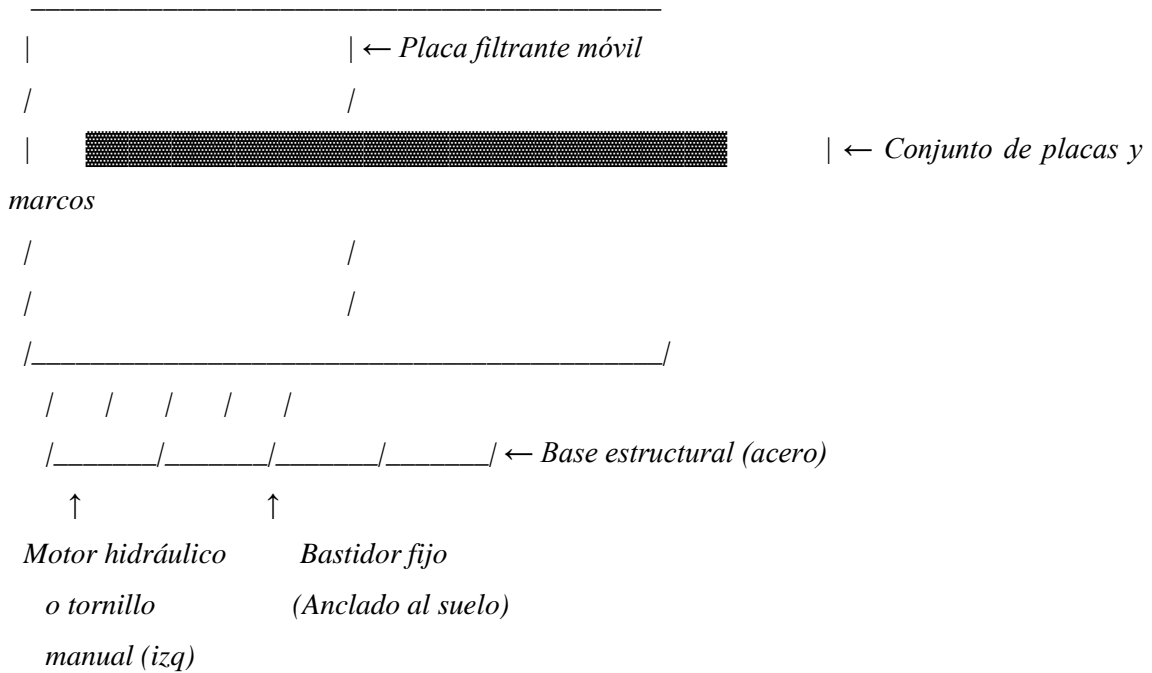 ← Placa filtrante móvil
← Conjunto de placas y
marcos
← Base estructural (acero)
↑ ↑
Motor hidráulico Bastidor fijo
o tornillo (Anclado al suelo)
manual (izq)